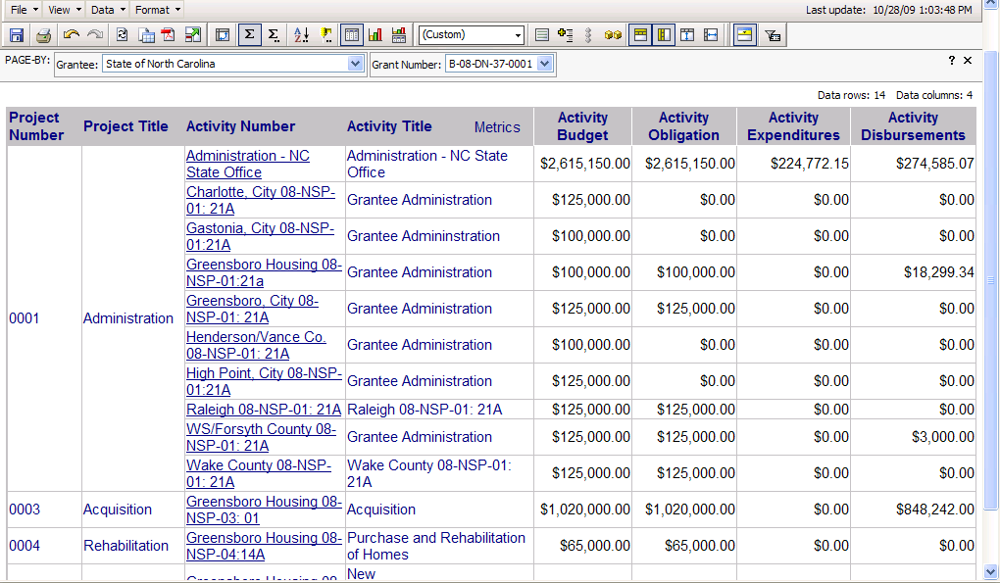 File View Data Format Last update: 10/28/09 1:03:48 PM
(Custom)
PAGE-BY: Grantee: State of North Carolina Grant Number: B-08-DN-37-0001 ? ×
Data rows: 14 Data columns: 4
Project Number Project Title Activity Number Activity Title Metrics Activity Budget Activity Obligation Activity Expenditures Activity Disbursements
0001 Administration
Administration - NC State Office Administration - NC State Office $2,615,150.00 $2,615,150.00 $224,772.15 $274,585.07
Charlotte, City 08-NSP-01: 21A Grantee Administration $125,000.00 $0.00 $0.00 $0.00
Gastonia, City 08-NSP-01:21A Grantee Admininstration $100,000.00 $0.00 $0.00 $0.00
Greensboro Housing 08-NSP-01:21a Grantee Administration $100,000.00 $100,000.00 $0.00 $18,299.34
Greensboro, City 08-NSP-01: 21A Grantee Administration $125,000.00 $125,000.00 $0.00 $0.00
Henderson/Vance Co. 08-NSP-01: 21A Grantee Administration $100,000.00 $0.00 $0.00 $0.00
High Point, City 08-NSP-01:21A Grantee Administration $125,000.00 $0.00 $0.00 $0.00
Raleigh 08-NSP-01: 21A Raleigh 08-NSP-01: 21A $125,000.00 $125,000.00 $0.00 $0.00
WS/Forsyth County 08-NSP-01: 21A Grantee Administration $125,000.00 $125,000.00 $0.00 $3,000.00
Wake County 08-NSP-01: 21A Wake County 08-NSP-01: 21A $125,000.00 $125,000.00 $0.00 $0.00
0003 Acquisition Greensboro Housing 08-NSP-03: 01 Acquisition $1,020,000.00 $1,020,000.00 $0.00 $848,242.00
0004 Rehabilitation Greensboro Housing 08-NSP-04:14A Purchase and Rehabilitation of Homes $65,000.00 $65,000.00 $0.00 $0.00
Greensboro Housing 08- New